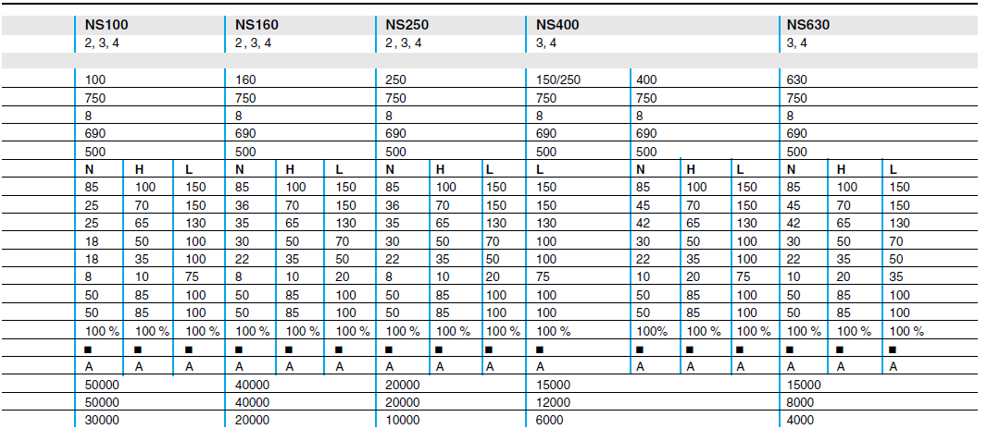 NS100 NS160 NS250 NS400 NS630
2, 3, 4 2, 3, 4 2, 3, 4 3, 4 3, 4
100 160 250 150/250 400 630
750 750 750 750 750 750
8 8 8 8 8 8
690 690 690 690 690 690
500 500 500 500 500 500
N H L N H L N H L L N H L N H L
85 100 150 85 100 150 85 100 150 150 85 100 150 85 100 150
25 70 150 36 70 150 36 70 150 150 45 70 150 45 70 150
25 65 130 35 65 130 35 65 130 130 42 65 130 42 65 130
18 50 100 30 50 70 30 50 70 100 30 50 100 30 50 70
18 35 100 22 35 50 22 35 50 100 22 35 100 22 35 50
8 10 75 8 10 20 8 10 20 75 10 20 75 10 20 35
50 85 100 50 85 100 50 85 100 100 50 85 100 50 85 100
50 85 100 50 85 100 50 85 100 100 50 85 100 50 85 100
100 % 100 % 100 % 100 % 100 % 100 % 100 % 100 % 100 % 100 % 100% 100 % 100 % 100 % 100 % 100 %
■ ■ ■ ■ ■ ■ ■ ■ ■ ■ ■ ■ ■ ■ ■ ■
A A A A A A A A A A A A A A A A
50000 40000 20000 15000 15000
50000 40000 20000 12000 8000
30000 20000 10000 6000 4000